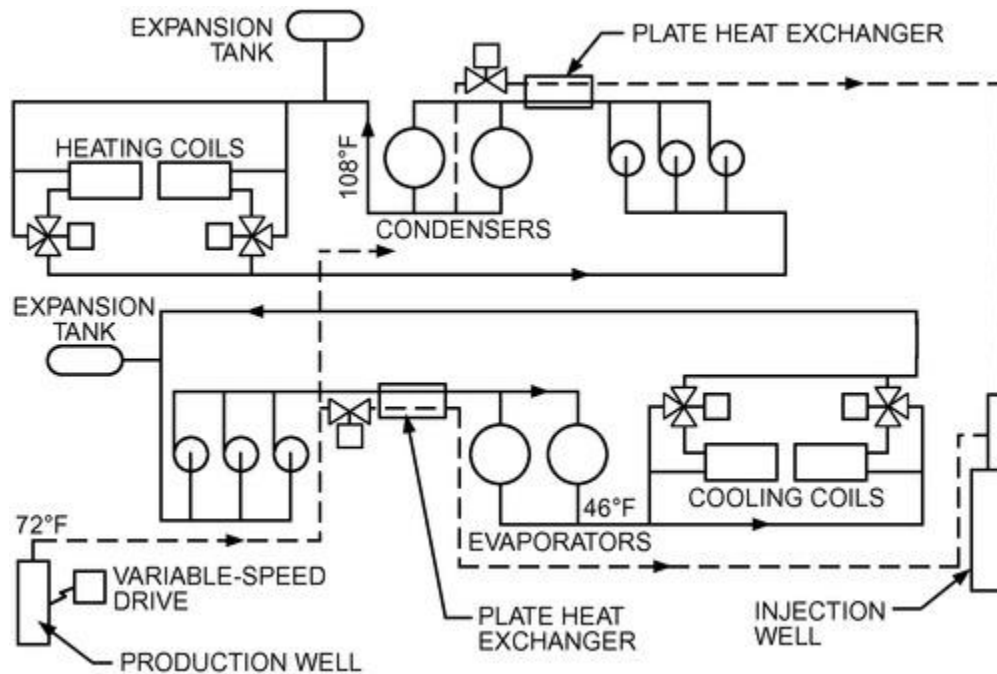 EXPANSION
TANK
PLATE HEAT EXCHANGER
HEATING COILS
108°F
CONDENSERS
EXPANSION
TANK
COOLING COILS
46°F
EVAPORATORS
72°F
VARIABLE-SPEED
DRIVE
PLATE HEAT
EXCHANGER
INJECTION
WELL
PRODUCTION WELL